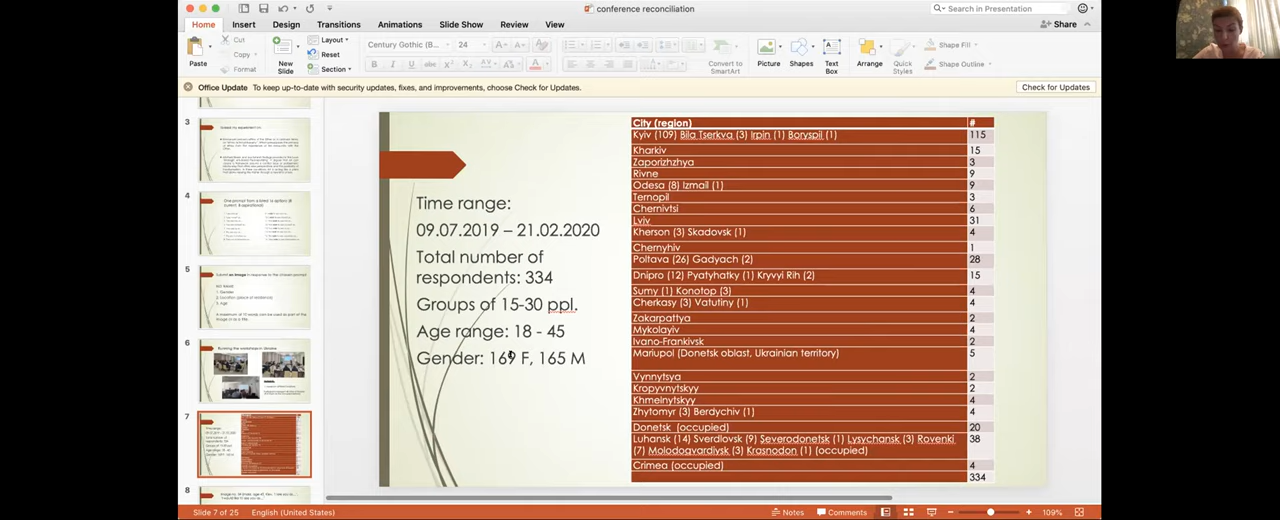 conference reconciliation
Search in Presentation
Home Insert Design Transitions Animations Slide Show Review View Share
Cut
Copy
Format
Paste
New Slide
Layout
Reset
Section
Century Gothic (B... 24
Convert to SmartArt
Picture Shapes Text Box Arrange Quick Styles
Shape Fill
Shape Outline
Office Update To keep up-to-date with security updates, fixes, and improvements, choose Check for Updates. Check for Updates
3
4
5
6
7
8
Time range:
09.07.2019 – 21.02.2020
Total number of
respondents: 334
Groups of 15-30 ppl.
Age range: 18 - 45
Gender: 169 F, 165 M
City (region) #
Kyiv (109) Bila Tserkva (3) Irpin (1) Boryspil (1) 115
Kharkiv 15
Zaporizhzhya 3
Rivne 9
Odesa (8) Izmail (1) 9
Ternopil 3
Chernivtsi 6
Lviv 31
Kherson (3) Skadovsk (1) 4
Chernyhiv 1
Poltava (26) Gadyach (2) 28
Dnipro (12) Pyatyhatky (1) Kryvyi Rih (2) 15
Sumy (1) Konotop (3) 4
Cherkasy (3) Vatutiny (1) 4
Zakarpattya 2
Mykolayiv 4
Ivano-Frankivsk 2
Mariupol (Donetsk oblast, Ukrainian territory) 5
Vynnytsya 2
Kropyvnytskyy 2
Khmelnytskyy 4
Zhytomyr (3) Berdychiv (1) 4
Donetsk (occupied) 20
Luhansk (14) Sverdlovsk (9) Severodonetsk (1) Lysychansk (3) Rovenki 38
(7) Molodogvardiysk (3) Krasnodon (1) (occupied)
Crimea (occupied) 4
334
Slide 7 of 25 English (United States) Notes Comments 109%